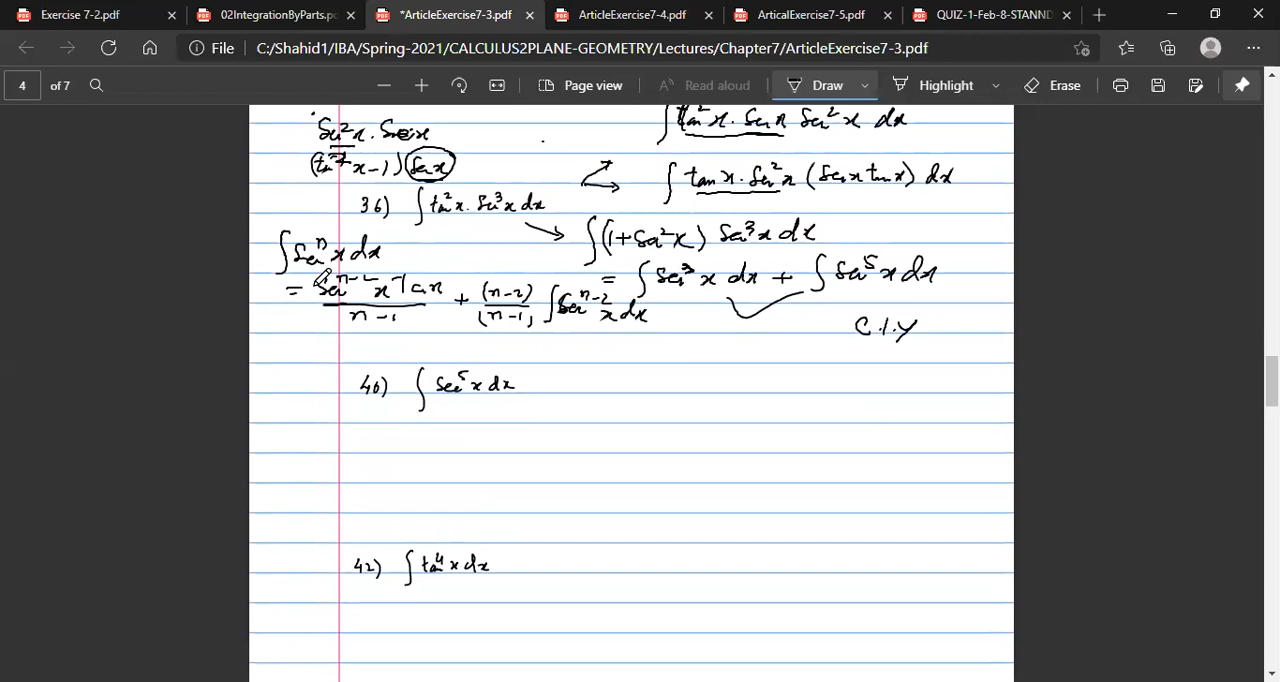 Exercise 7-2.pdf
02IntegrationByParts.pdf
*ArticleExercise7-3.pdf
ArticleExercise7-4.pdf
ArticalExercise7-5.pdf
QUIZ-1-Feb-8-STANND
File
C:/Shahid1/IBA/Spring-2021/CALCULUS2PLANE-GEOMETRY/Lectures/Chapter7/ArticleExercise7-3.pdf
4 of 7
Page view
Read aloud
Draw
Highlight
Erase
Sec²x . Secx
∫ tan²x . Secx Sec²x dx
(tan²x-1) (Secx)
∫ tanx . Sec²x (Secx tanx) dx
36) ∫ tan²x . Sec³x dx
∫ (1+Sec²x) Sec³x dx
∫ Secⁿx dx
= ∫ Sec³x dx + ∫ Sec⁵x dx
= Secⁿ⁻²x Tanx / n-1 + (n-2)/(n-1) ∫ Secⁿ⁻²x dx
C.I.Y
40) ∫ Sec⁵x dx
42) ∫ tan⁴x dx